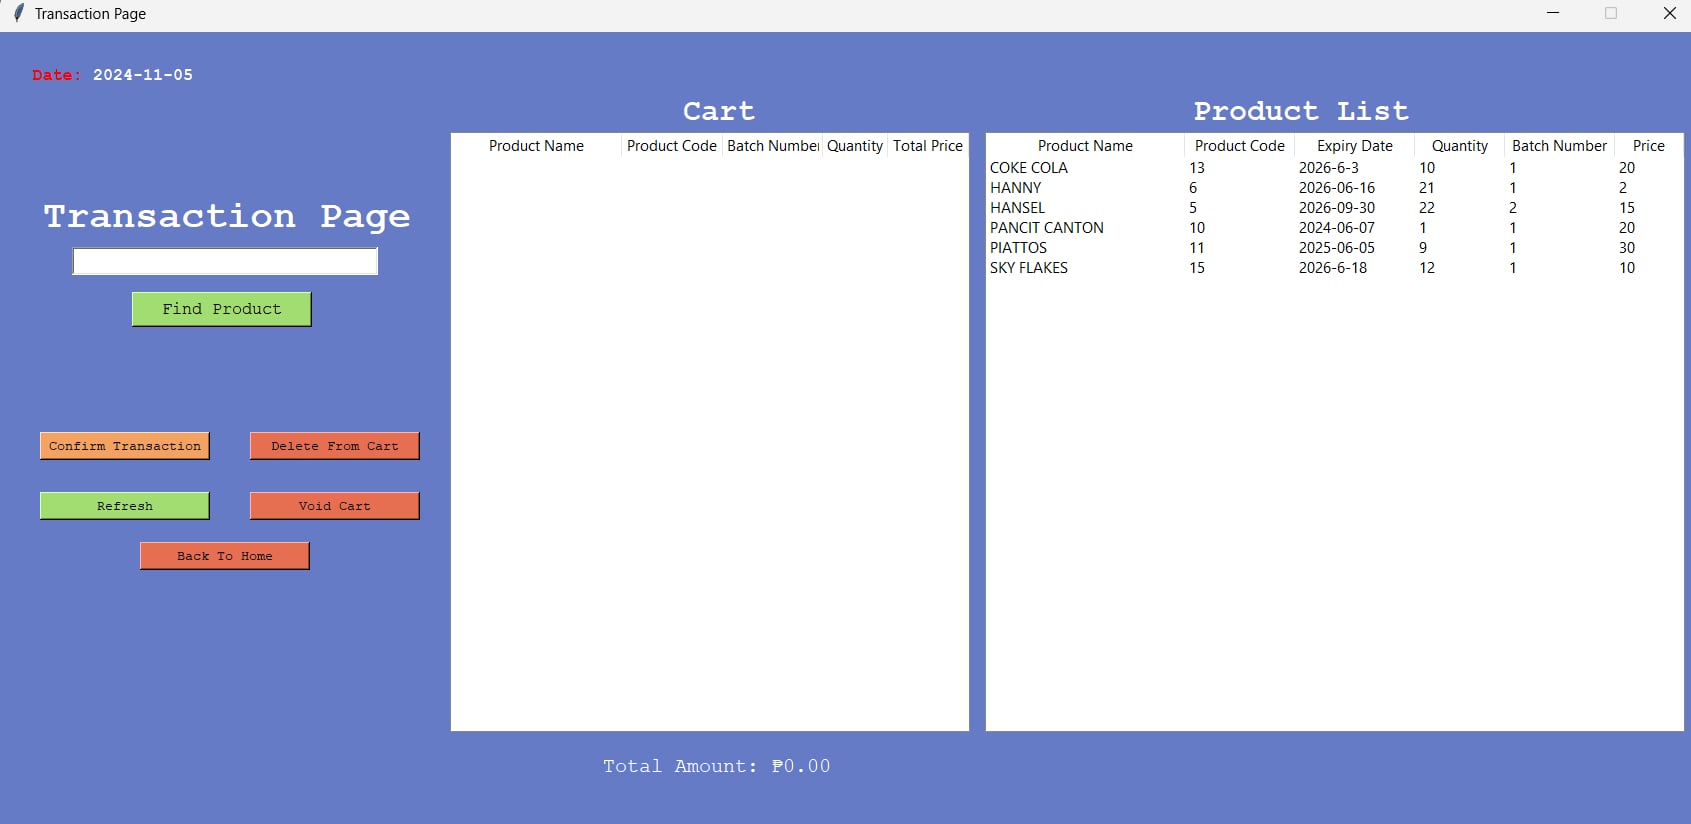 Transaction Page
Date: 2024-11-05
Transaction Page
Find Product
Confirm Transaction Delete From Cart
Refresh Void Cart
Back To Home
Cart
Product Name Product Code Batch Number Quantity Total Price
Total Amount: ₱0.00
Product List
Product Name Product Code Expiry Date Quantity Batch Number Price
COKE COLA 13 2026-6-3 10 1 20
HANNY 6 2026-06-16 21 1 2
HANSEL 5 2026-09-30 22 2 15
PANCIT CANTON 10 2024-06-07 1 1 20
PIATTOS 11 2025-06-05 9 1 30
SKY FLAKES 15 2026-6-18 12 1 10